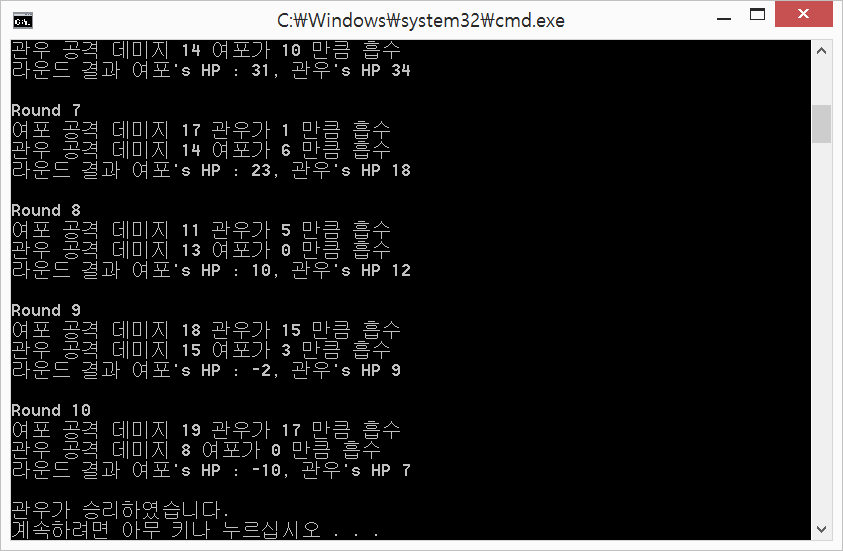 C:\Windows\system32\cmd.exe
관우 공격 데미지 14 여포가 10 만큼 흡수
라운드 결과 여포's HP : 31, 관우's HP 34
Round 7
여포 공격 데미지 17 관우가 1 만큼 흡수
관우 공격 데미지 14 여포가 6 만큼 흡수
라운드 결과 여포's HP : 23, 관우's HP 18
Round 8
여포 공격 데미지 11 관우가 5 만큼 흡수
관우 공격 데미지 13 여포가 0 만큼 흡수
라운드 결과 여포's HP : 10, 관우's HP 12
Round 9
여포 공격 데미지 18 관우가 15 만큼 흡수
관우 공격 데미지 15 여포가 3 만큼 흡수
라운드 결과 여포's HP : -2, 관우's HP 9
Round 10
여포 공격 데미지 19 관우가 17 만큼 흡수
관우 공격 데미지 8 여포가 0 만큼 흡수
라운드 결과 여포's HP : -10, 관우's HP 7
관우가 승리하였습니다.
계속하려면 아무 키나 누르십시오 . . .